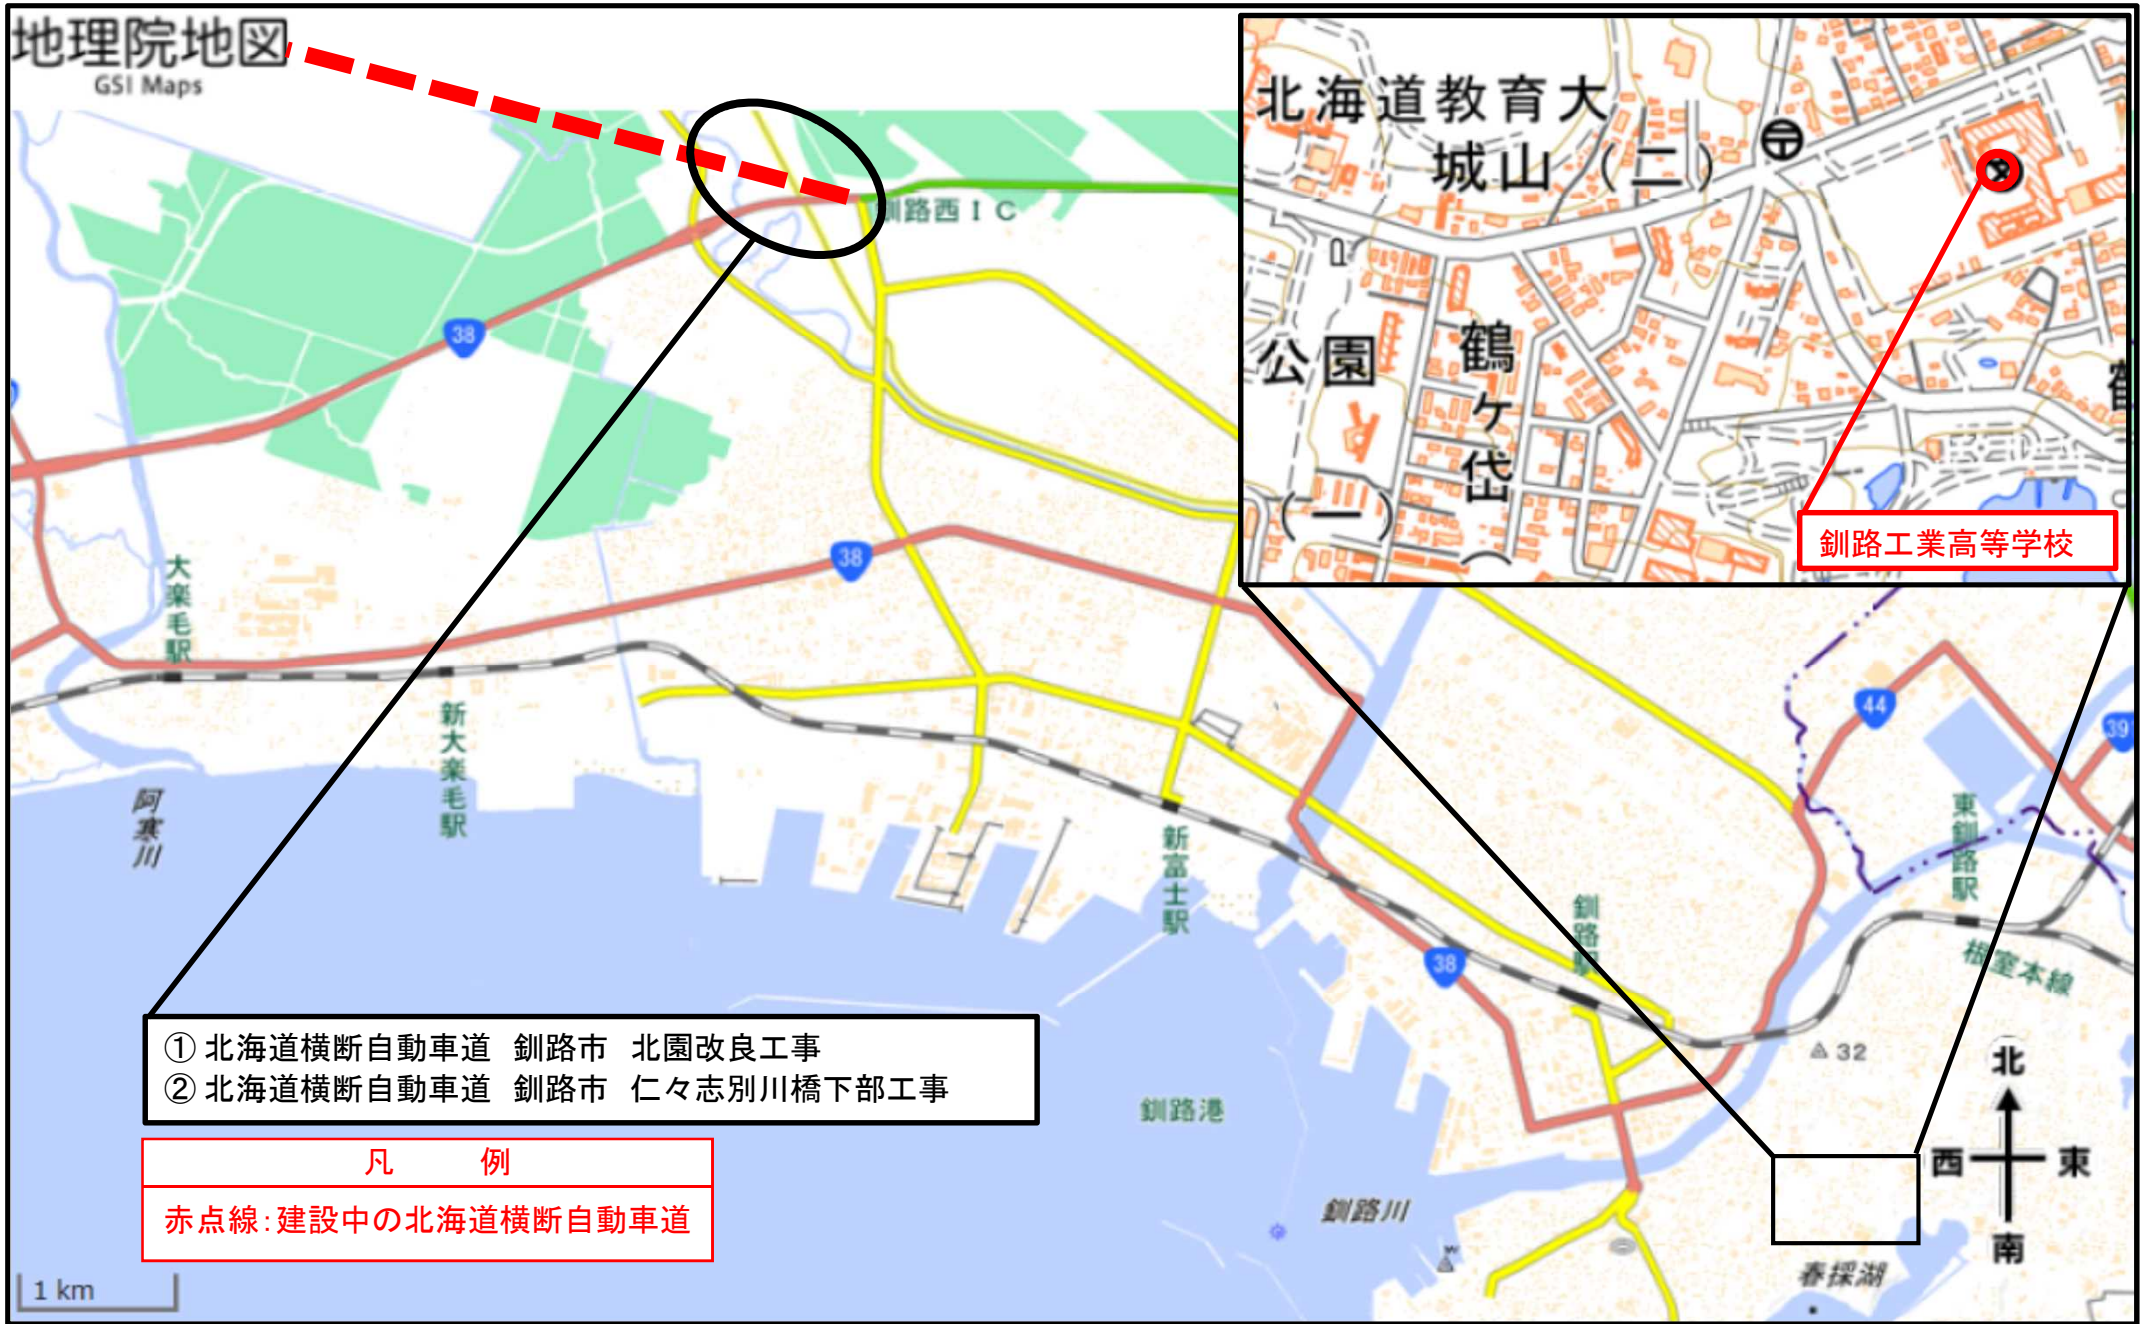 地理院地図
GSI Maps
北海道教育大
城山(二)
公園
鶴ケ岱
(一)
釧路工業高等学校
釧路西IC
38
38
大楽毛駅
新大楽毛駅
阿寒川
新富士駅
44
東釧路駅
釧路駅
38
根室本線
32
① 北海道横断自動車道 釧路市 北園改良工事
② 北海道横断自動車道 釧路市 仁々志別川橋下部工事
釧路港
凡 例
赤点線:建設中の北海道横断自動車道
釧路川
春採湖
北
西
東
南
1 km